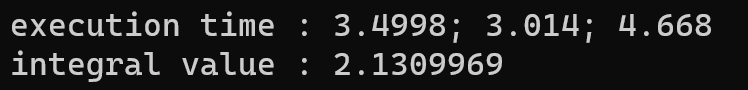 execution time : 3.4998; 3.014; 4.668
integral value : 2.1309969